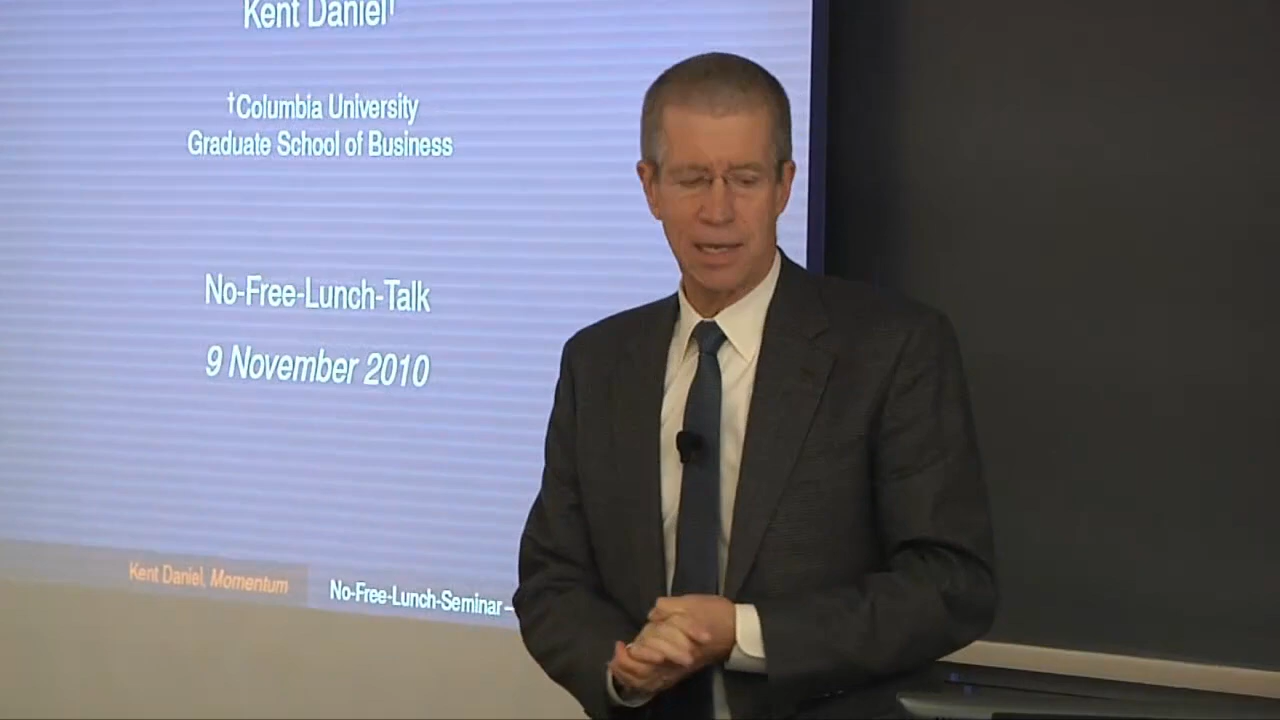 Kent Daniel†
†Columbia University
Graduate School of Business
No-Free-Lunch-Talk
9 November 2010
Kent Daniel, Momentum
No-Free-Lunch-Seminar –